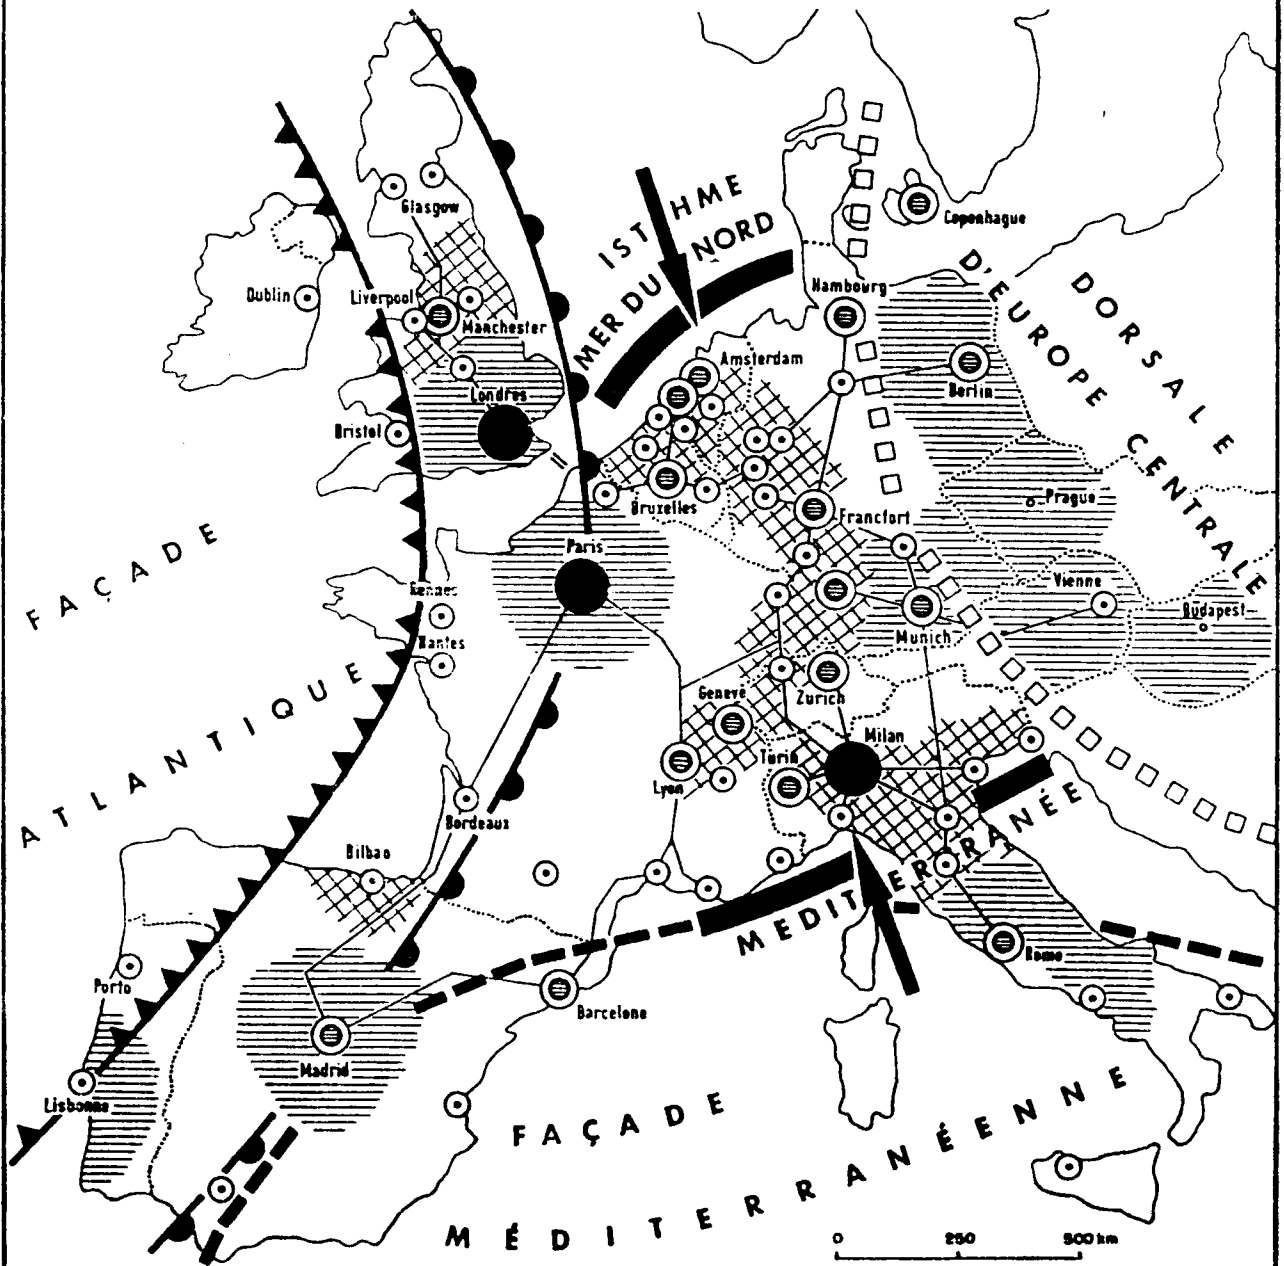 ISTHME
MER DU NORD
Glasgow
Copenhague
Dublin
Liverpool
Manchester
Hambourg
DORSALE
D'EUROPE CENTRALE
Amsterdam
Berlin
Londres
Bristol
Bruxelles
Francfort
Prague
FAÇADE
ATLANTIQUE
Paris
Rennes
Nantes
Vienne
Budapest
Munich
Zurich
Genevé
Milan
Turin
Lyon
Bordeaux
Bilbao
MEDITERRANÉE
Porto
Barcelone
Rome
Madrid
Lisbonne
FAÇADE
MÉDITERRANÉENNE
0 250 500 km